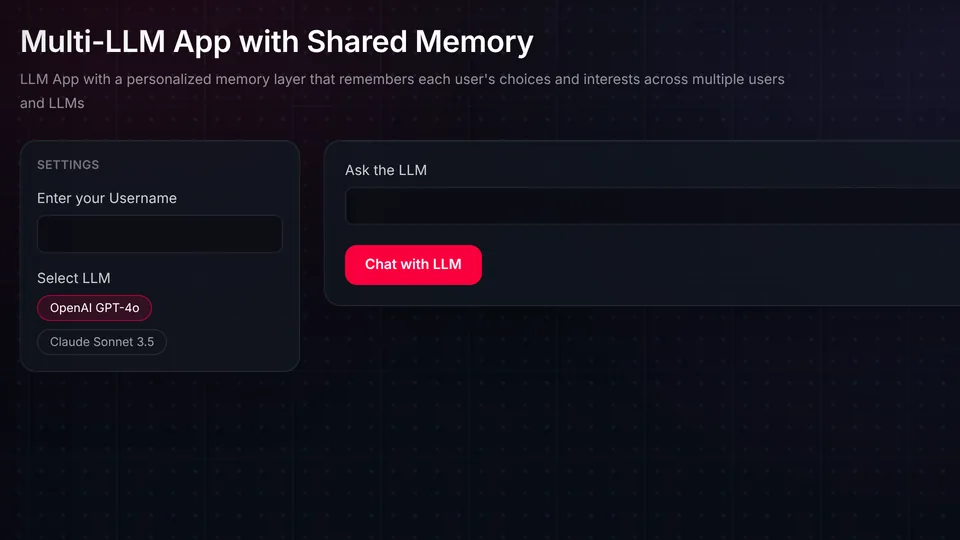 Multi-LLM App with Shared Memory
LLM App with a personalized memory layer that remembers each user's choices and interests across multiple users
and LLMs
SETTINGS
Enter your Username
Select LLM
OpenAI GPT-4o
Claude Sonnet 3.5
Ask the LLM
Chat with LLM